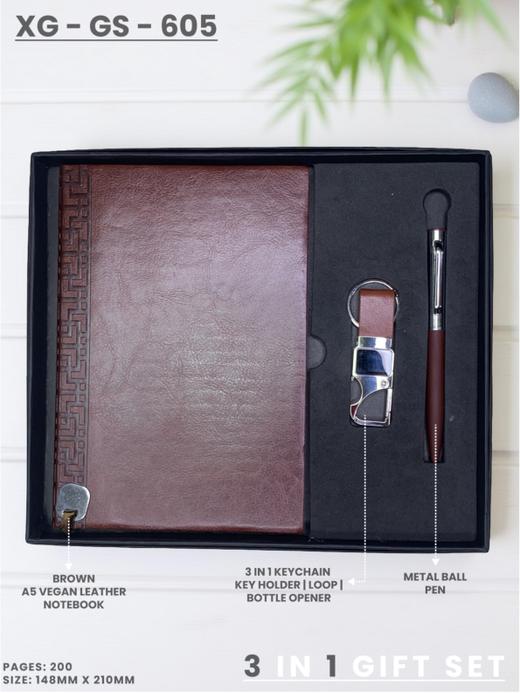 XG - GS - 605
BROWN
A5 VEGAN LEATHER
NOTEBOOK
3 IN 1 KEYCHAIN
KEY HOLDER | LOOP |
BOTTLE OPENER
METAL BALL
PEN
PAGES: 200
SIZE: 148MM X 210MM
3 IN 1 GIFT SET